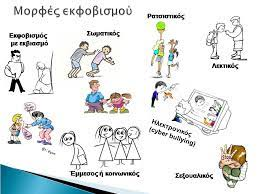 Μορφές εκφοβισμού
Ρατσιστικός
Εκφοβισμός
με εκβιασμό
Σωματικός
Λεκτικός
Ηλεκτρονικός
(cyber bullying)
Έμμεσος ή κοινωνικός
Σεξουαλικός